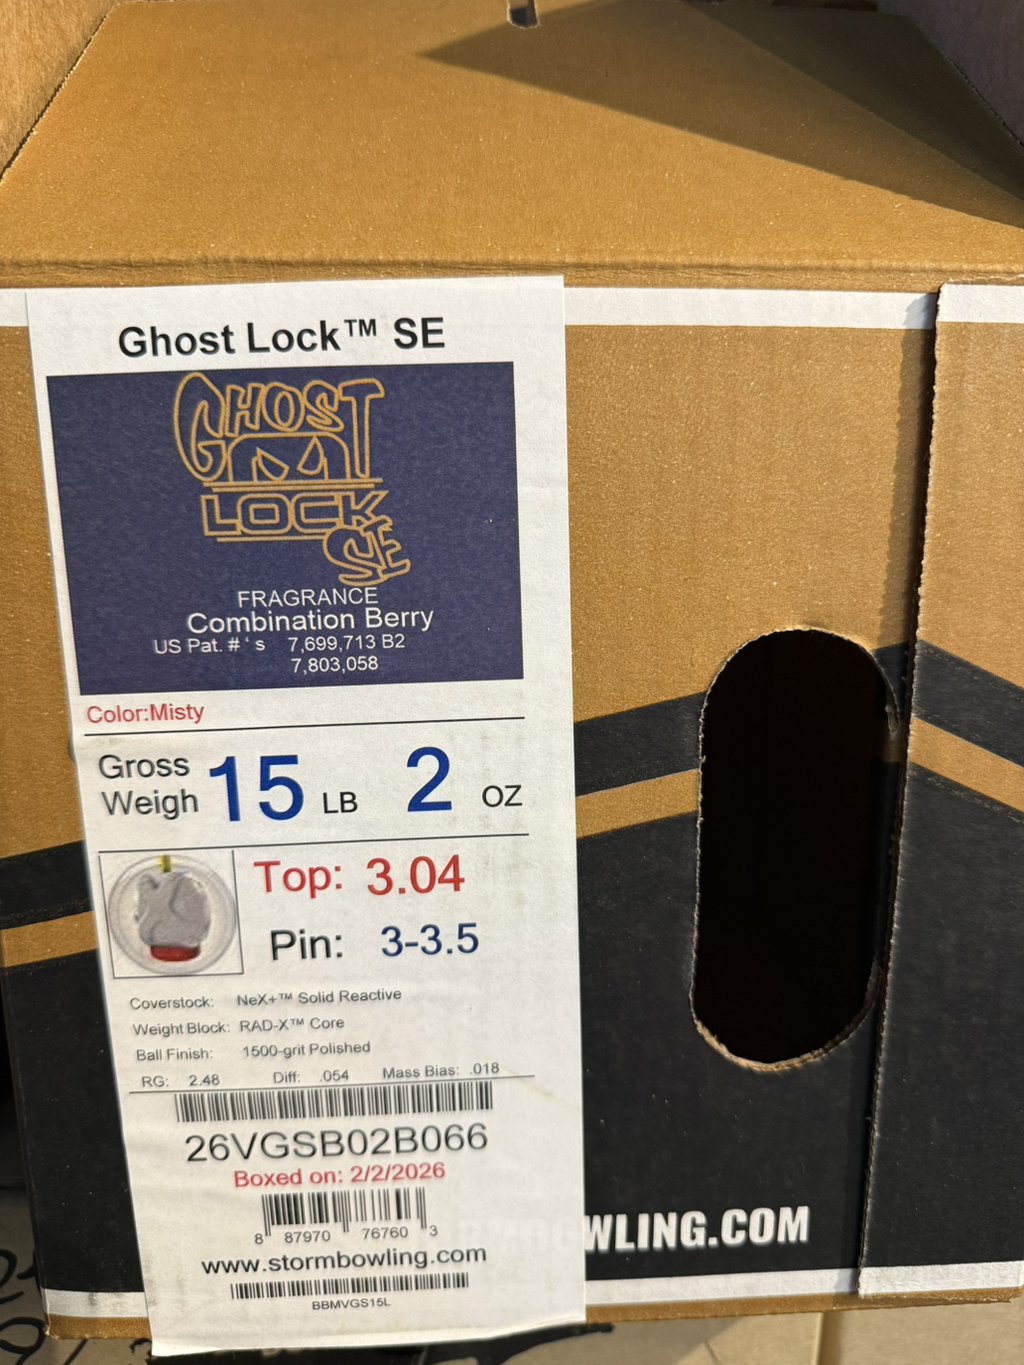 Ghost Lock™ SE
GHOST
LOCK
SE
FRAGRANCE
Combination Berry
US Pat. # ' s 7,699,713 B2
7,803,058
Color:Misty
Gross
Weigh 15 LB 2 OZ
Top: 3.04
Pin: 3-3.5
Coverstock: NeX+™ Solid Reactive
Weight Block: RAD-X™ Core
Ball Finish: 1500-grit Polished
RG: 2.48 Diff: .054 Mass Bias: .018
26VGSB02B066
Boxed on: 2/2/2026
8 87970 76760 3
www.stormbowling.com
BBMVGS15L
WLING.COM